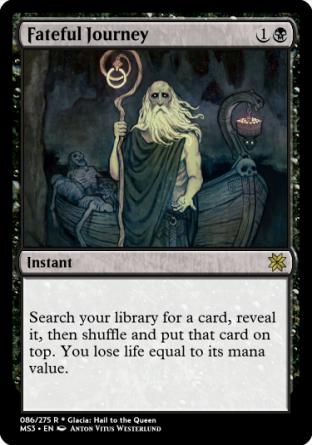 Fateful Journey 1
Instant
Search your library for a card, reveal
it, then shuffle and put that card on
top. You lose life equal to its mana
value.
086/275 R * Glacia: Hail to the Queen
MS3 • EN Anton Vitus Westerlund